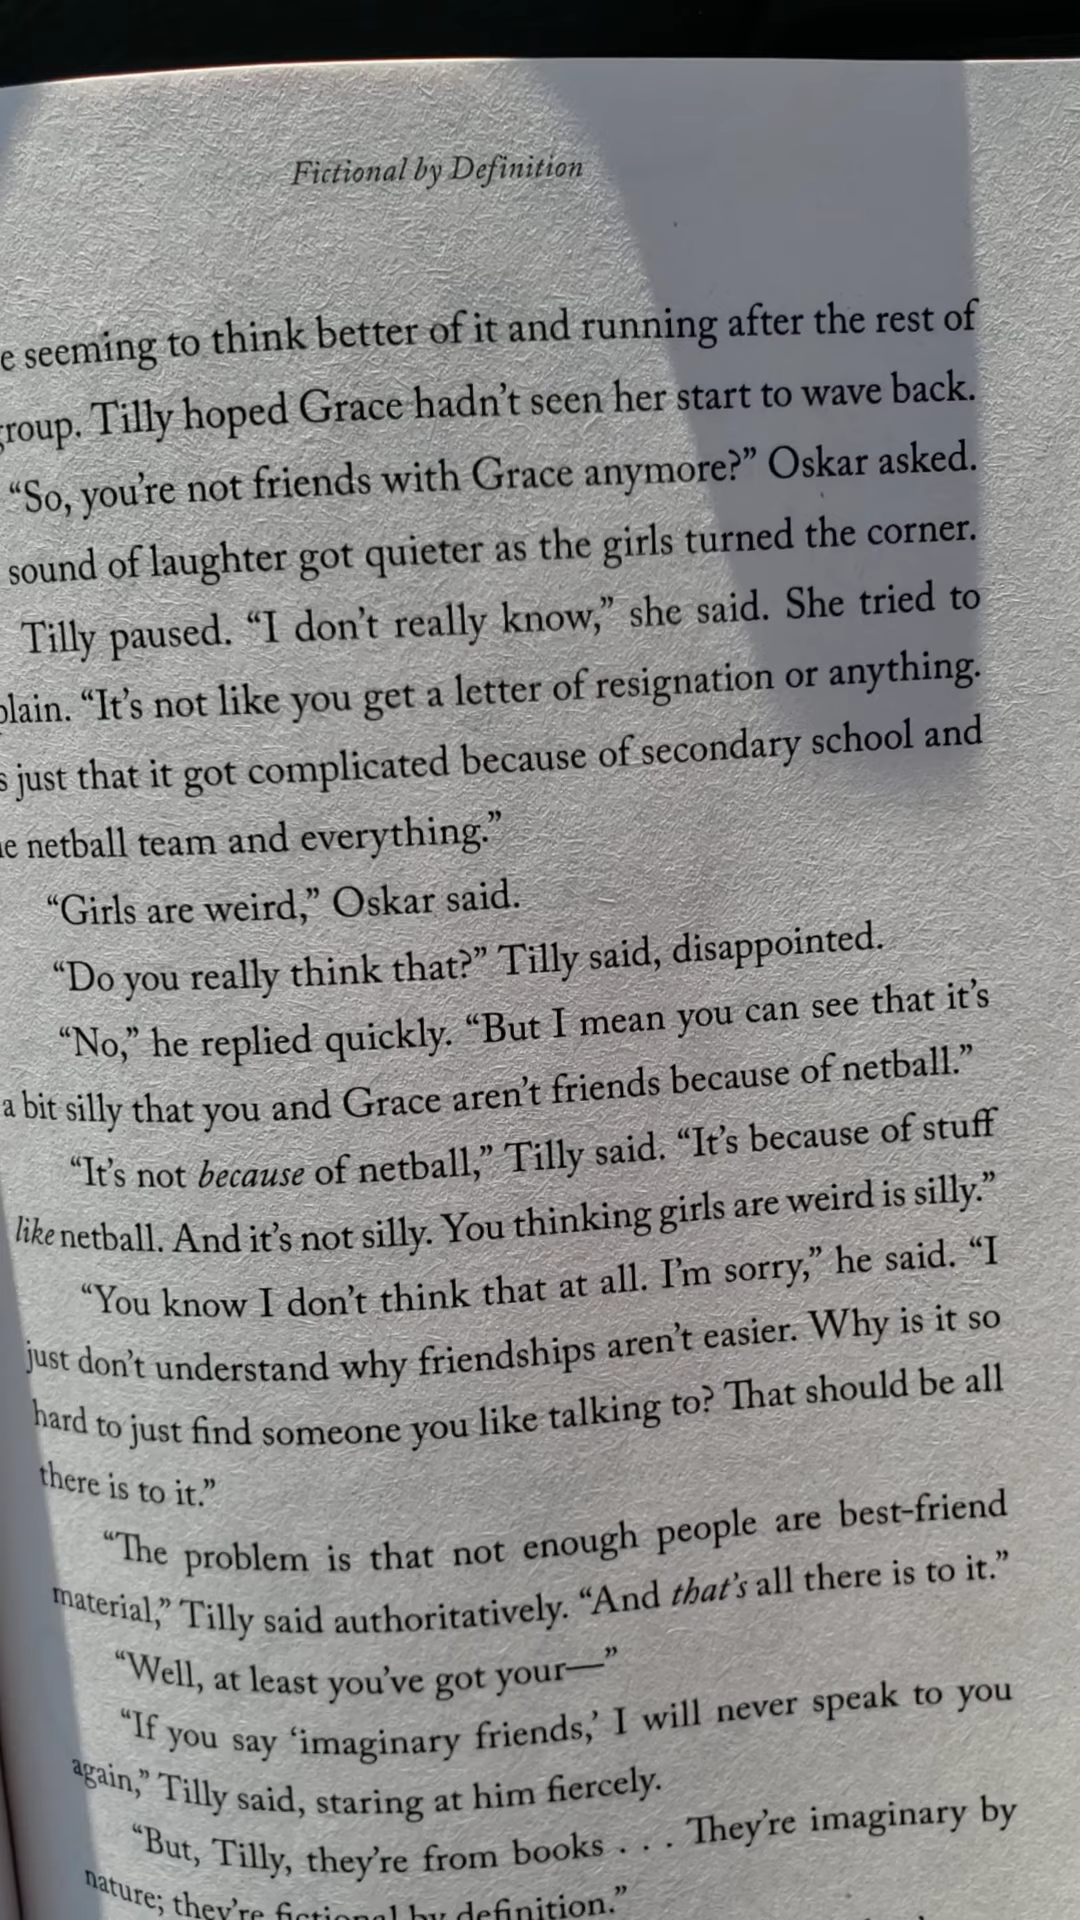 Fictional by Definition
seeming to think better of it and running after the rest of
Tilly hoped Grace hadn't seen her start to wave back.
“So, you're not friends with Grace anymore?” Oskar asked.
sound of laughter got quieter as the girls turned the corner.
Tilly paused. “I don't really know,” she said. She tried to
“It's not like you get a letter of resignation or anything.
just that it got complicated because of secondary school and
netball team and everything.”
“Girls are weird,” Oskar said.
“Do you really think that?” Tilly said, disappointed.
“No,” he replied quickly. “But I mean you can see that it's
a bit silly that you and Grace aren't friends because of netball.”
“It's not because of netball,” Tilly said. “It's because of stuff
like netball. And it's not silly. You thinking girls are weird is silly.”
“You know I don't think that at all. I'm sorry,” he said. “I
just don't understand why friendships aren't easier. Why is it so
hard to just find someone you like talking to? That should be all
there is to it.”
“The problem is that not enough people are best-friend
material,” Tilly said authoritatively. “And that's all there is to it.”
“Well, at least you've got your—”
“If you say ‘imaginary friends,’ I will never speak to you
again,” Tilly said, staring at him fiercely.
“But, Tilly, they're from books . . . They're imaginary by
nature; they're fictional by definition.”